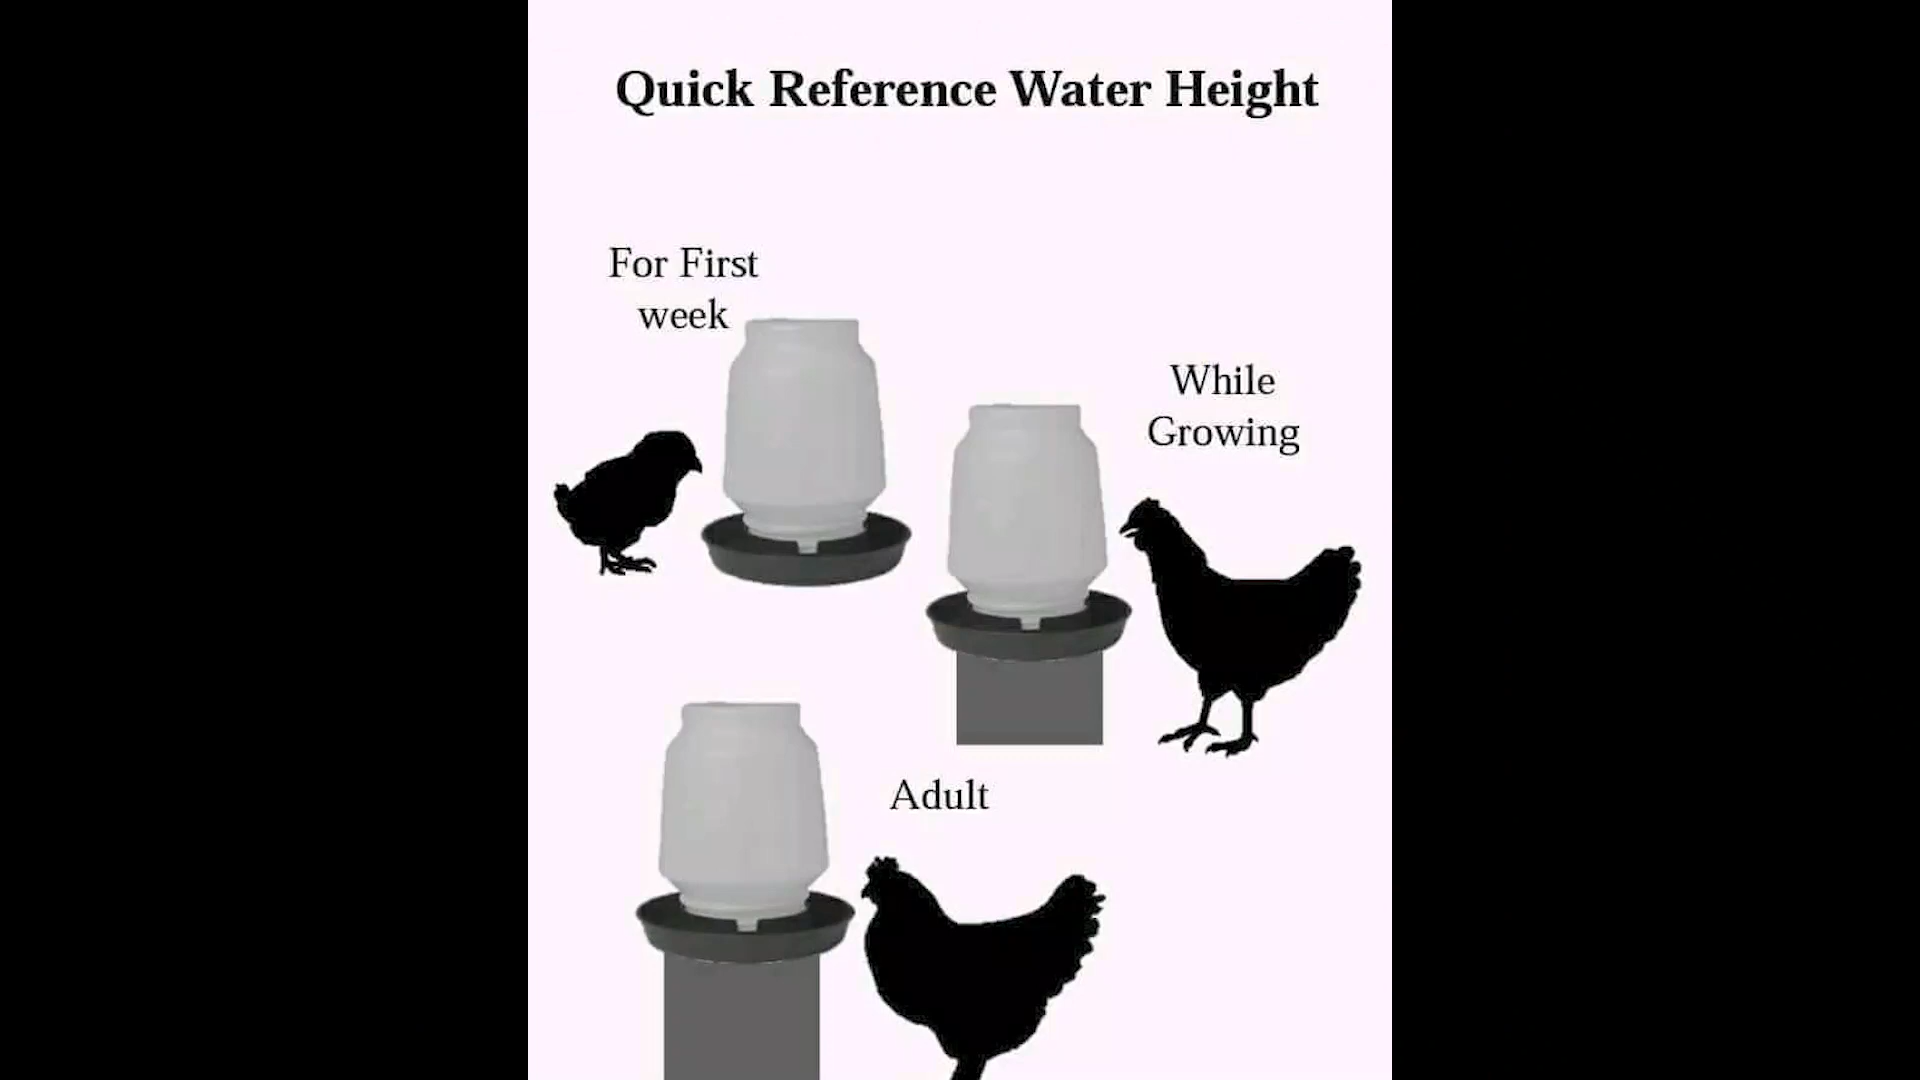 Quick Reference Water Height
For First
week
While
Growing
Adult